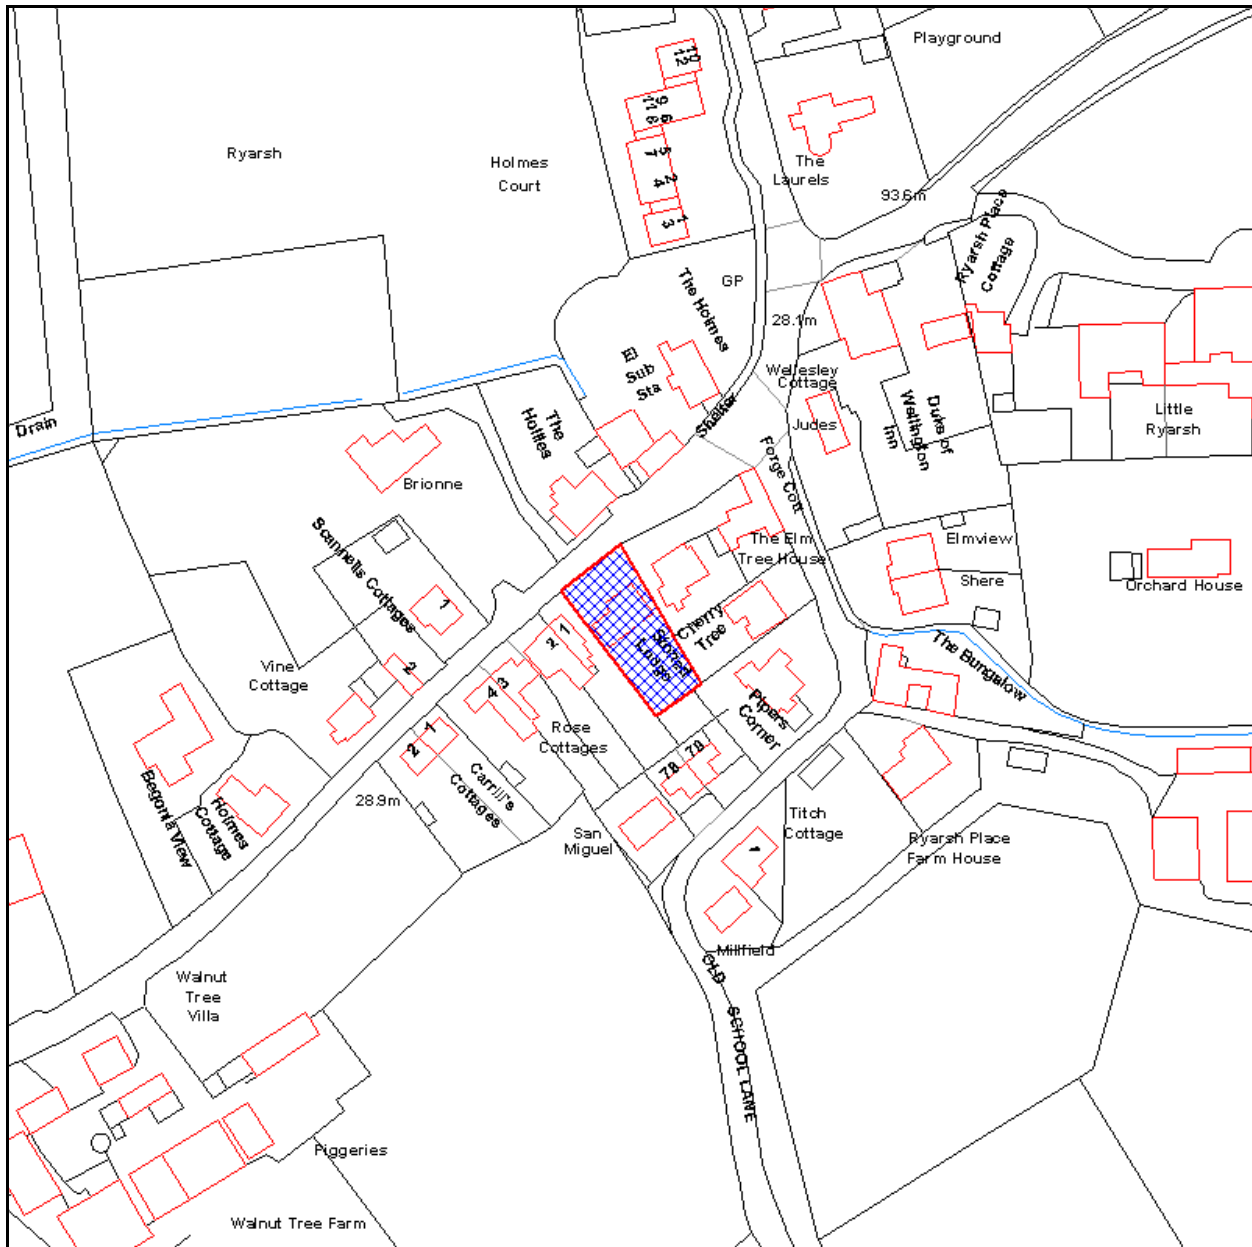 Playground
10
12
9
11
6
8
5
7
2
4
1
3
Ryarsh
Holmes
Court
The
Laurels
93.6m
Ryarsh Place
Cottage
The Holmes
GP
28.1m
El
Sub
Sta
Wellesley
Cottage
Duke of
Wellington
Inn
Little
Ryarsh
Shelter
Judes
Drain
The
Hollies
Forge Cott
Brionne
Scannells Cottages
1
2
The Elm
Tree House
Elmview
Shere
Orchard House
Cherry
Tree
Lodge
The Bungalow
Vine
Cottage
1
2
3
4
Rose
Cottages
1
2
Carrill's
Cottages
28.9m
Pipers
Corner
7B
7B
San
Miguel
Titch
Cottage
1
Ryarsh Place
Farm House
Begonia View
Holmes
Cottage
Millfield
OLD SCHOOL LANE
Walnut
Tree
Villa
Piggeries
Walnut Tree Farm